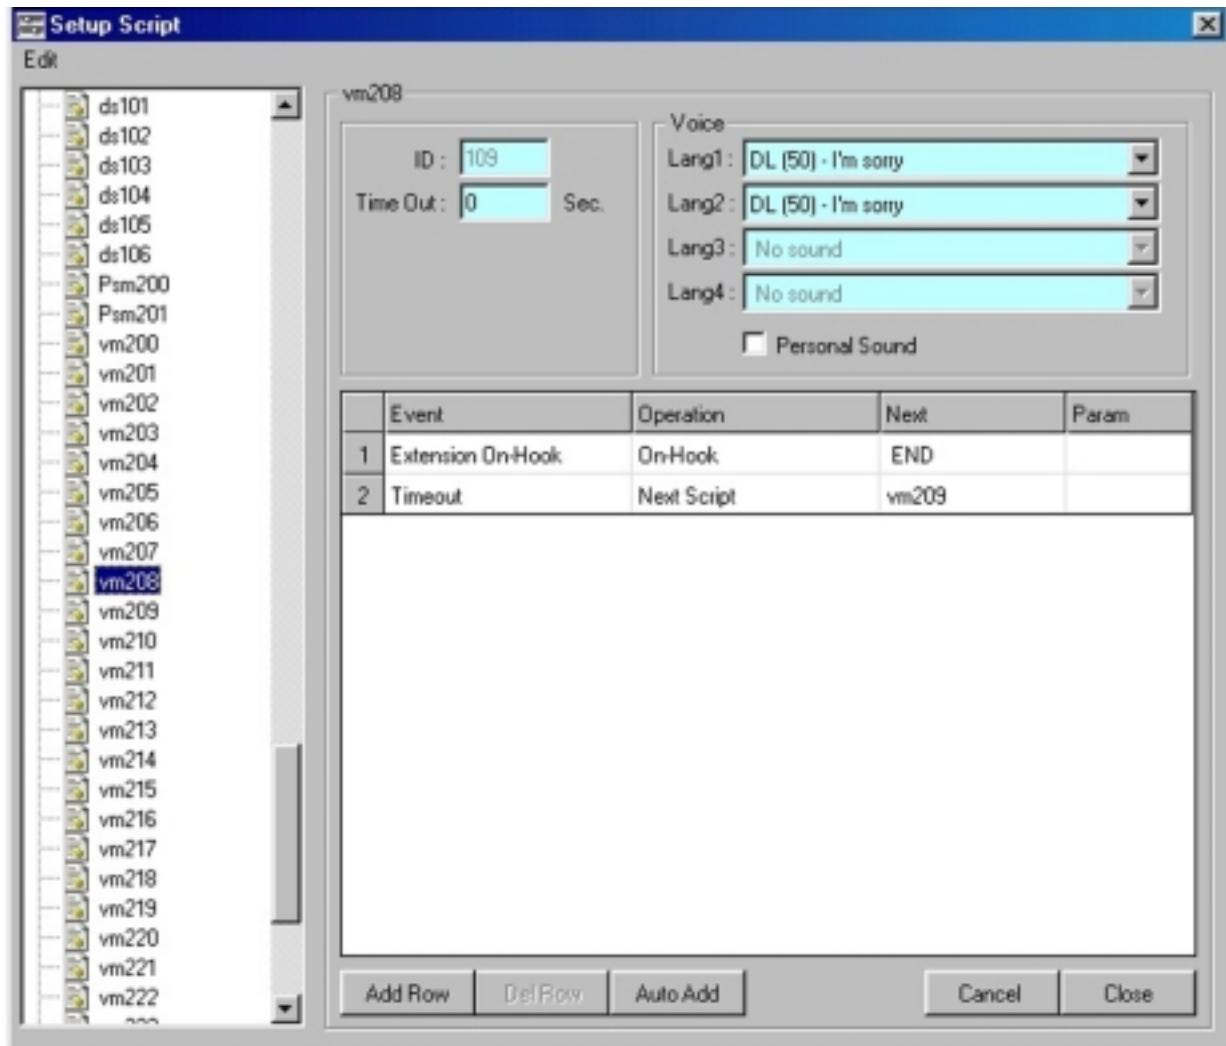 Setup Script
Edit
ds101
ds102
ds103
ds104
ds105
ds106
Psm200
Psm201
vm200
vm201
vm202
vm203
vm204
vm205
vm206
vm207
vm208
vm209
vm210
vm211
vm212
vm213
vm214
vm215
vm216
vm217
vm218
vm219
vm220
vm221
vm222
vm208
ID : 109
Time Out : 0 Sec.
Voice
Lang1 : DL (50) - I'm sorry
Lang2 : DL (50) - I'm sorry
Lang3 : No sound
Lang4 : No sound
Personal Sound
Event Operation Next Param
1 Extension On-Hook On-Hook END
2 Timeout Next Script vm209
Add Row Del Row Auto Add Cancel Close